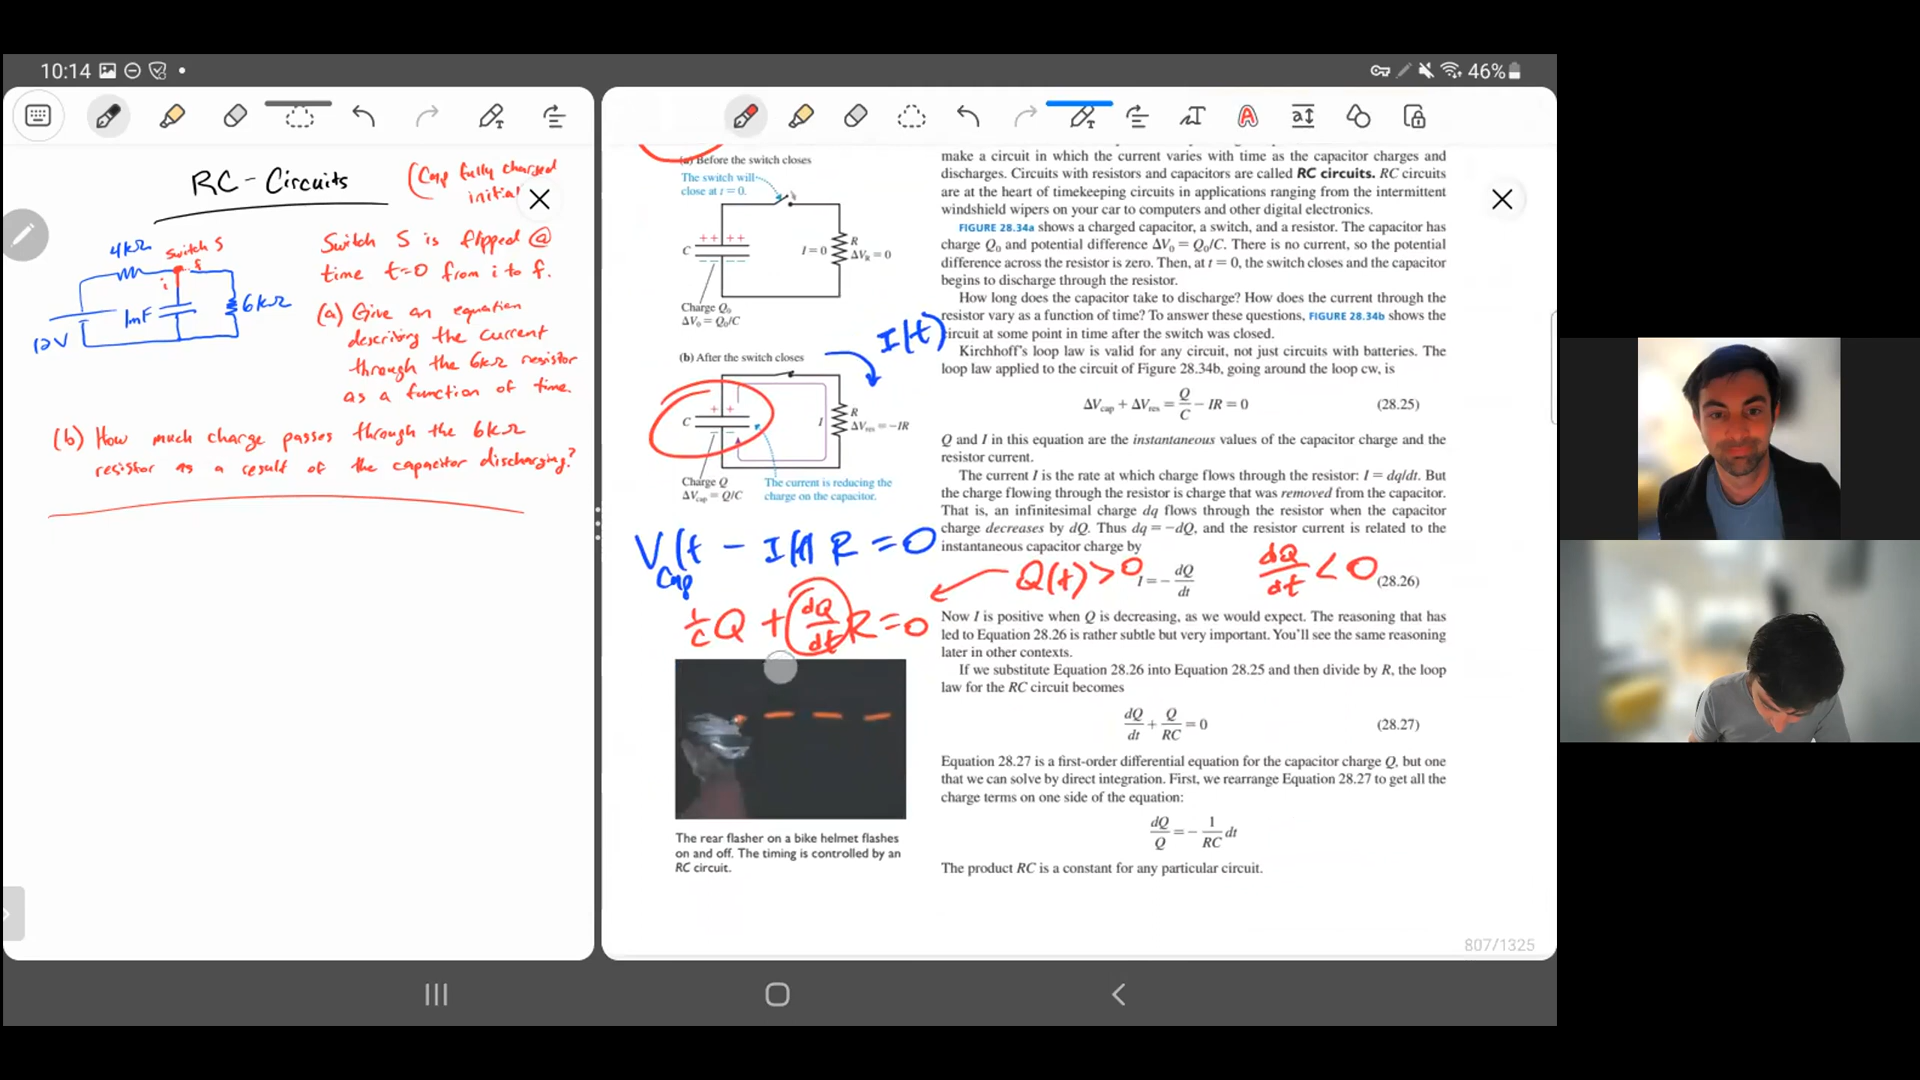 10:14
46%
RC-Circuits
(Cap fully charged
initial
4kΩ
Switch S
f
i
1mF
6kΩ
12V
Switch S is flipped @
time t=0 from i to f.
(a) Give an equation
describing the current
through the 6kΩ resistor
as a function of time.
(b) How much charge passes through the 6kΩ
resistor as a result of the capacitor discharging?
(a) Before the switch closes
The switch will
close at t = 0.
+ + + +
C
– – – –
I = 0
R
ΔV_R = 0
Charge Q₀
ΔV₀ = Q₀/C
I(t)
(b) After the switch closes
+ +
C
– –
I
R
ΔV_res = –IR
Charge Q
ΔV_cap = Q/C
The current is reducing the
charge on the capacitor.
V_cap(t – I(t) R = 0
1/C Q + dQ/dt R = 0
Q(t) > 0
dQ/dt < 0
The rear flasher on a bike helmet flashes
on and off. The timing is controlled by an
RC circuit.
make a circuit in which the current varies with time as the capacitor charges and
discharges. Circuits with resistors and capacitors are called RC circuits. RC circuits
are at the heart of timekeeping circuits in applications ranging from the intermittent
windshield wipers on your car to computers and other digital electronics.
FIGURE 28.34a shows a charged capacitor, a switch, and a resistor. The capacitor has
charge Q₀ and potential difference ΔV₀ = Q₀/C. There is no current, so the potential
difference across the resistor is zero. Then, at t = 0, the switch closes and the capacitor
begins to discharge through the resistor.
How long does the capacitor take to discharge? How does the current through the
resistor vary as a function of time? To answer these questions, FIGURE 28.34b shows the
circuit at some point in time after the switch was closed.
Kirchhoff's loop law is valid for any circuit, not just circuits with batteries. The
loop law applied to the circuit of Figure 28.34b, going around the loop cw, is
ΔV_cap + ΔV_res = Q/C – IR = 0 (28.25)
Q and I in this equation are the instantaneous values of the capacitor charge and the
resistor current.
The current I is the rate at which charge flows through the resistor: I = dq/dt. But
the charge flowing through the resistor is charge that was removed from the capacitor.
That is, an infinitesimal charge dq flows through the resistor when the capacitor
charge decreases by dQ. Thus dq = –dQ, and the resistor current is related to the
instantaneous capacitor charge by
I = – dQ/dt (28.26)
Now I is positive when Q is decreasing, as we would expect. The reasoning that has
led to Equation 28.26 is rather subtle but very important. You'll see the same reasoning
later in other contexts.
If we substitute Equation 28.26 into Equation 28.25 and then divide by R, the loop
law for the RC circuit becomes
dQ/dt + Q/RC = 0 (28.27)
Equation 28.27 is a first-order differential equation for the capacitor charge Q, but one
that we can solve by direct integration. First, we rearrange Equation 28.27 to get all the
charge terms on one side of the equation:
dQ/Q = – 1/RC dt
The product RC is a constant for any particular circuit.
807/1325